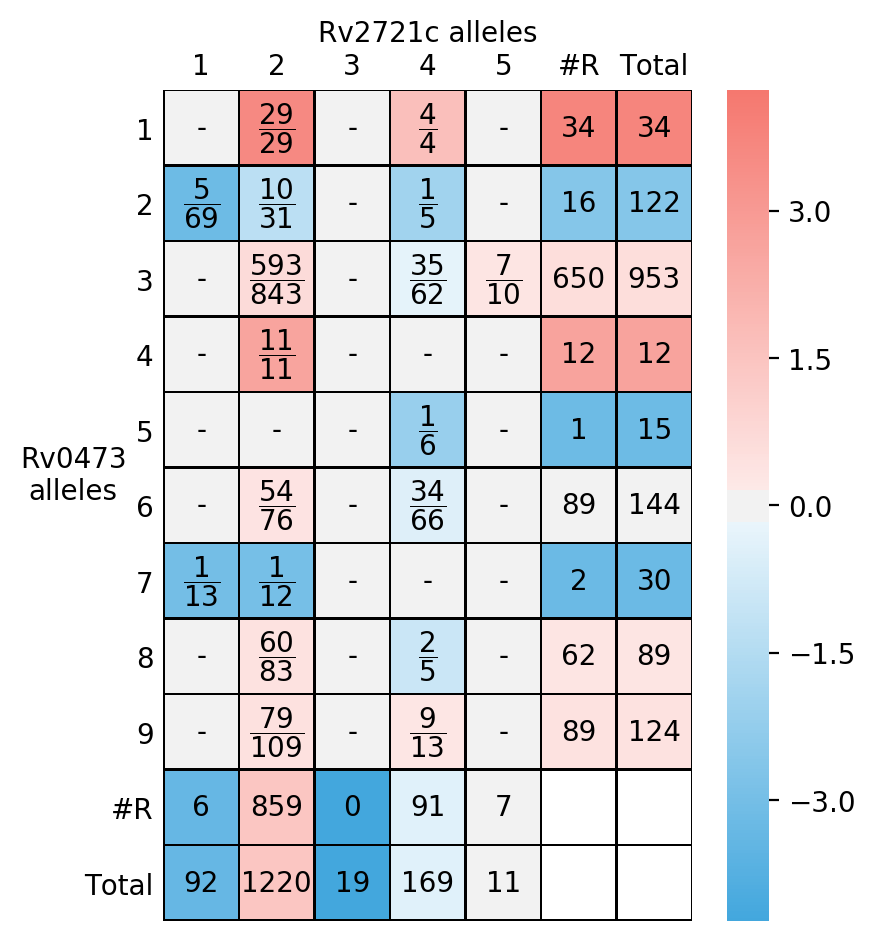 Rv2721c alleles
1 2 3 4 5 #R Total
1 - 29/29 - 4/4 - 34 34
2 5/69 10/31 - 1/5 - 16 122
3 - 593/843 - 35/62 7/10 650 953
4 - 11/11 - - - 12 12
5 - - - 1/6 - 1 15
Rv0473
alleles
6 - 54/76 - 34/66 - 89 144
7 1/13 1/12 - - - 2 30
8 - 60/83 - 2/5 - 62 89
9 - 79/109 - 9/13 - 89 124
#R 6 859 0 91 7
Total 92 1220 19 169 11
3.0
1.5
0.0
−1.5
−3.0